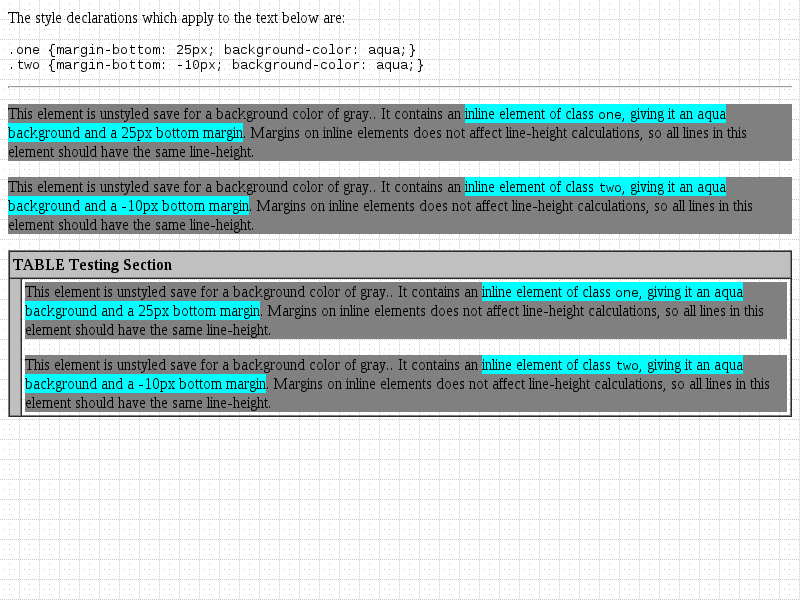 The style declarations which apply to the text below are:
.one {margin-bottom: 25px; background-color: aqua;}
.two {margin-bottom: -10px; background-color: aqua;}
This element is unstyled save for a background color of gray.. It contains an inline element of class one, giving it an aqua
background and a 25px bottom margin. Margins on inline elements does not affect line-height calculations, so all lines in this
element should have the same line-height.
This element is unstyled save for a background color of gray.. It contains an inline element of class two, giving it an aqua
background and a -10px bottom margin. Margins on inline elements does not affect line-height calculations, so all lines in this
element should have the same line-height.
TABLE Testing Section
This element is unstyled save for a background color of gray.. It contains an inline element of class one, giving it an aqua
background and a 25px bottom margin. Margins on inline elements does not affect line-height calculations, so all lines in this
element should have the same line-height.
This element is unstyled save for a background color of gray.. It contains an inline element of class two, giving it an aqua
background and a -10px bottom margin. Margins on inline elements does not affect line-height calculations, so all lines in this
element should have the same line-height.